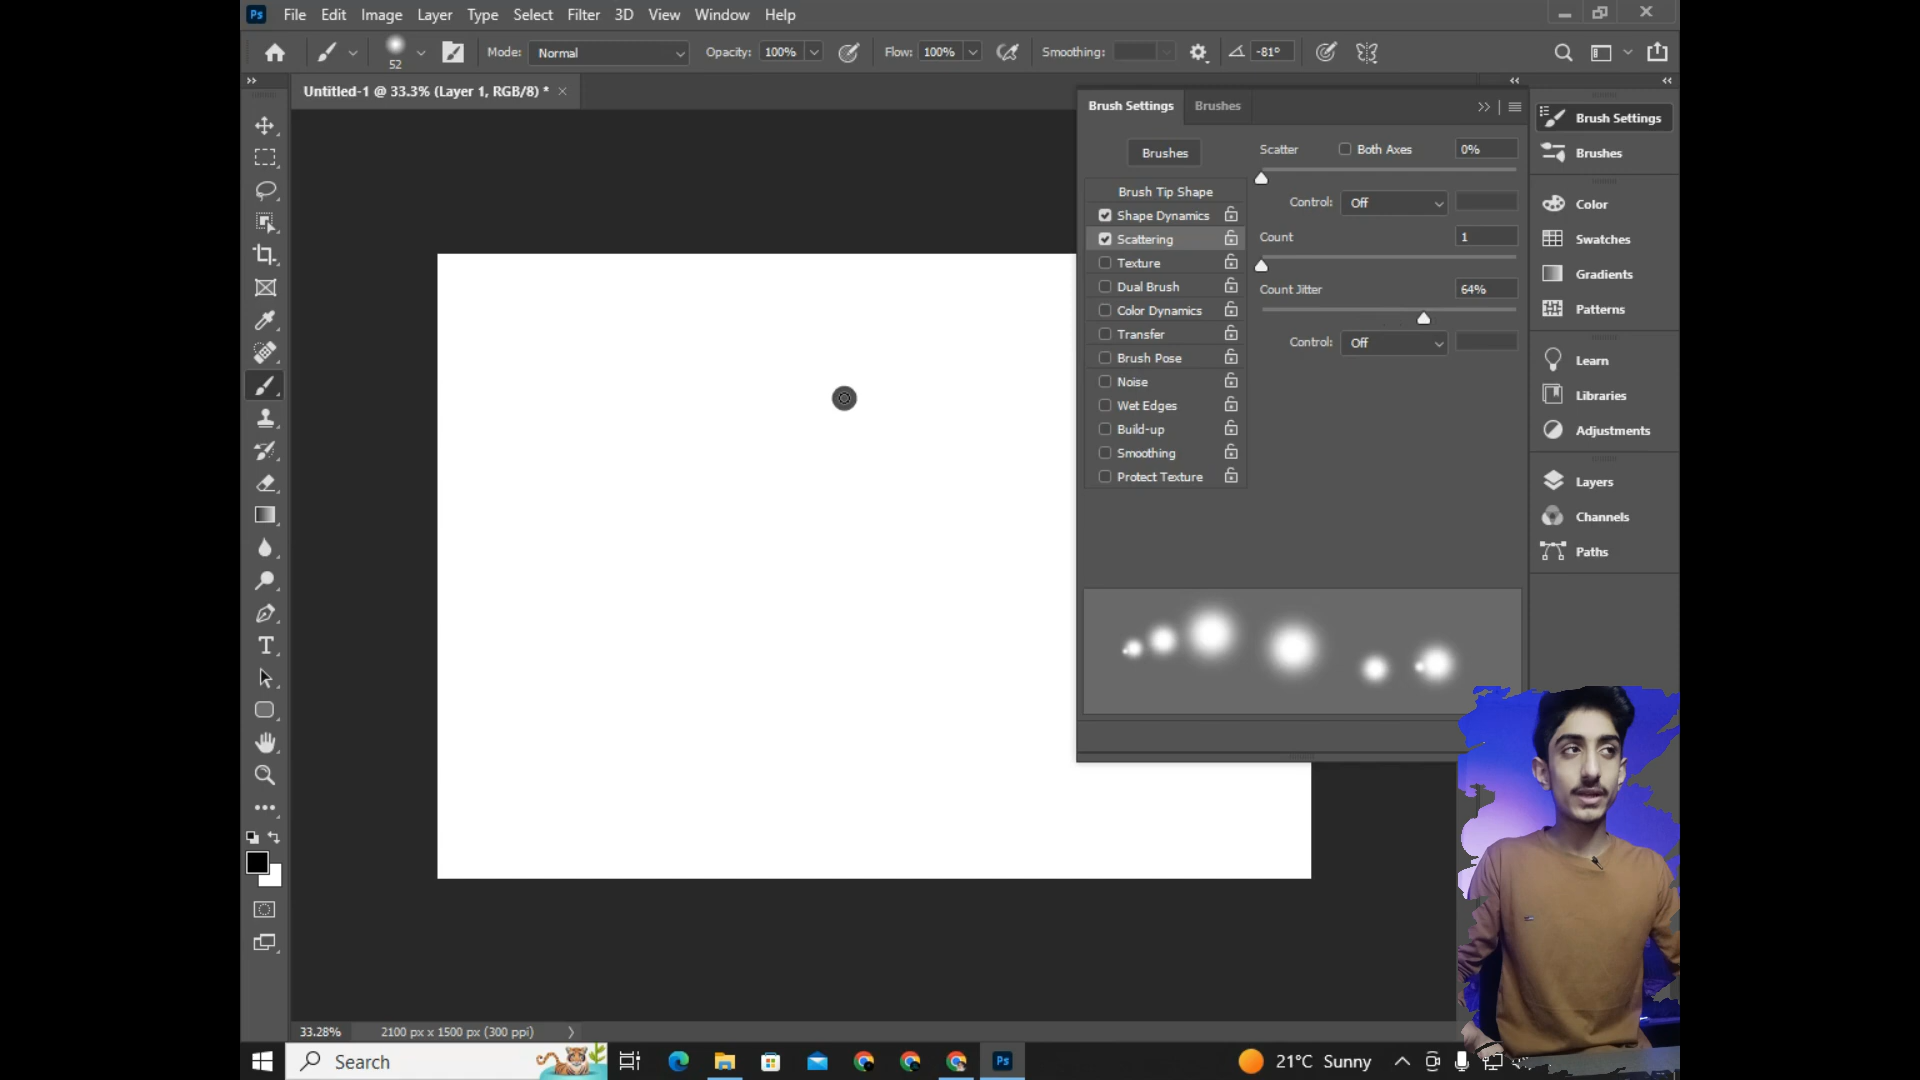 Ps File Edit Image Layer Type Select Filter 3D View Window Help
52 Mode: Normal Opacity: 100% Flow: 100% Smoothing: -81°
Untitled-1 @ 33.3% (Layer 1, RGB/8) *
Brush Settings Brushes
Brushes
Brush Tip Shape
Shape Dynamics
Scattering
Texture
Dual Brush
Color Dynamics
Transfer
Brush Pose
Noise
Wet Edges
Build-up
Smoothing
Protect Texture
Scatter Both Axes 0%
Control: Off
Count 1
Count Jitter 64%
Control: Off
Brush Settings
Brushes
Color
Swatches
Gradients
Patterns
Learn
Libraries
Adjustments
Layers
Channels
Paths
T
33.28% 2100 px x 1500 px (300 ppi)
Search Ps 21°C Sunny